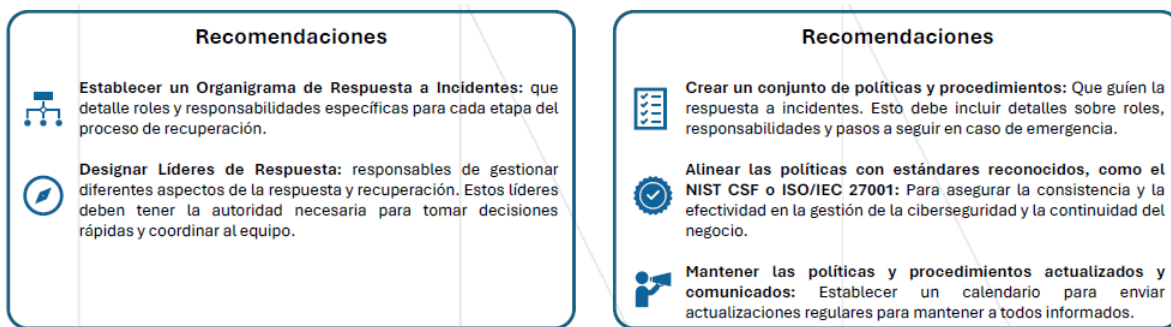 Recomendaciones
Establecer un Organigrama de Respuesta a Incidentes: que
detalle roles y responsabilidades específicas para cada etapa del
proceso de recuperación.
Designar Líderes de Respuesta: responsables de gestionar
diferentes aspectos de la respuesta y recuperación. Estos líderes
deben tener la autoridad necesaria para tomar decisiones
rápidas y coordinar al equipo.
Recomendaciones
Crear un conjunto de políticas y procedimientos: Que guíen la
respuesta a incidentes. Esto debe incluir detalles sobre roles,
responsabilidades y pasos a seguir en caso de emergencia.
Alinear las políticas con estándares reconocidos, como el
NIST CSF o ISO/IEC 27001: Para asegurar la consistencia y la
efectividad en la gestión de la ciberseguridad y la continuidad del
negocio.
Mantener las políticas y procedimientos actualizados y
comunicados: Establecer un calendario para enviar
actualizaciones regulares para mantener a todos informados.